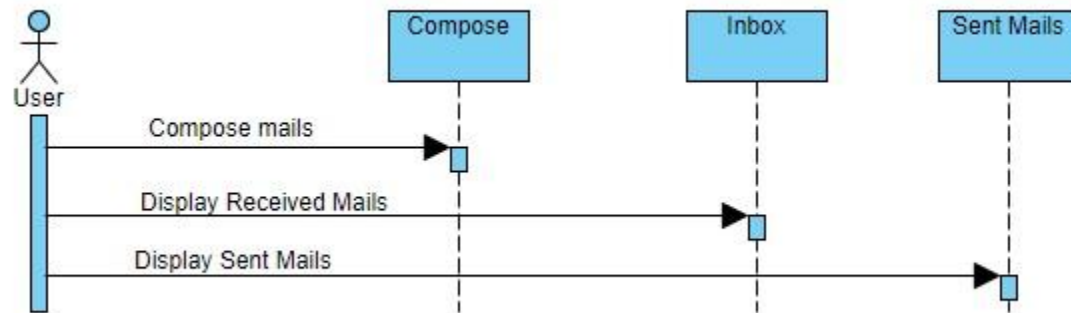 Compose
Inbox
Sent Mails
User
Compose mails
Display Received Mails
Display Sent Mails